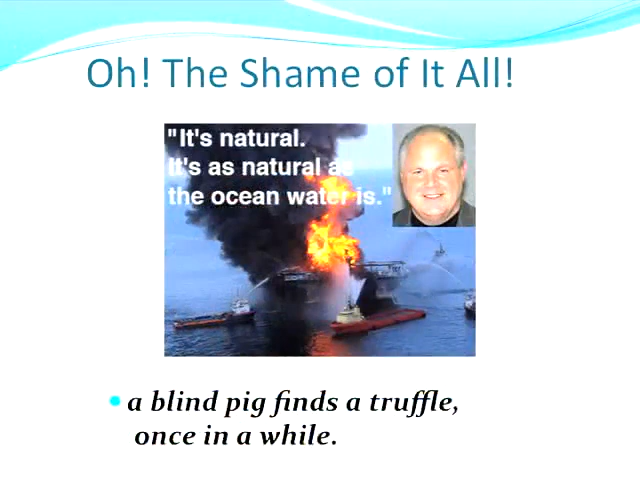 Oh! The Shame of It All!
"It's natural.
It's as natural as
the ocean water is."
a blind pig finds a truffle,
once in a while.